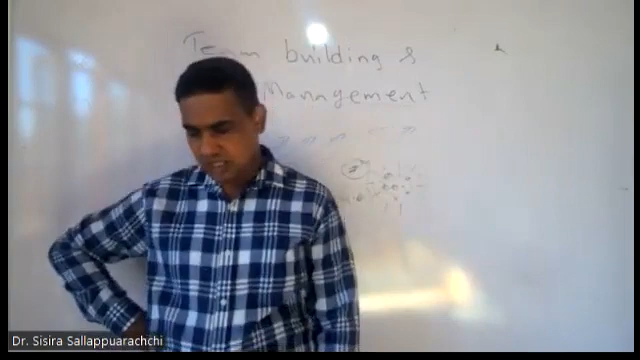 Team building &
Management
Dr. Sisira Sallappuarachchi